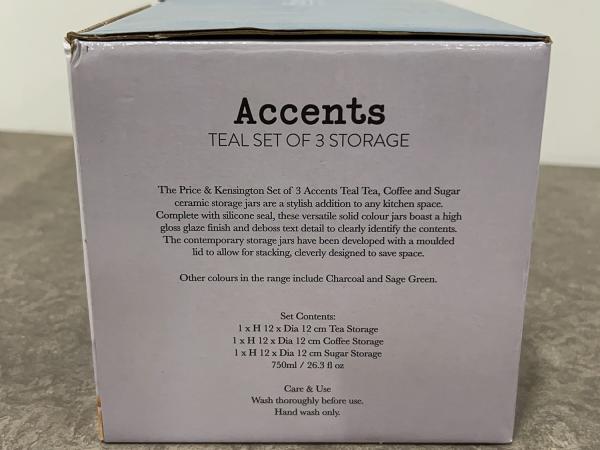 Accents
TEAL SET OF 3 STORAGE
The Price & Kensington Set of 3 Accents Teal Tea, Coffee and Sugar
ceramic storage jars are a stylish addition to any kitchen space.
Complete with silicone seal, these versatile solid colour jars boast a high
gloss glaze finish and deboss text detail to clearly identify the contents.
The contemporary storage jars have been developed with a moulded
lid to allow for stacking, cleverly designed to save space.
Other colours in the range include Charcoal and Sage Green.
Set Contents:
1 x H 12 x Dia 12 cm Tea Storage
1 x H 12 x Dia 12 cm Coffee Storage
1 x H 12 x Dia 12 cm Sugar Storage
750ml / 26.3 fl oz
Care & Use
Wash thoroughly before use.
Hand wash only.